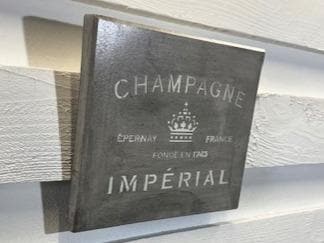 CHAMPAGNE
ÉPERNAY FRANCE
FONDÉ EN 1743
IMPÉRIAL